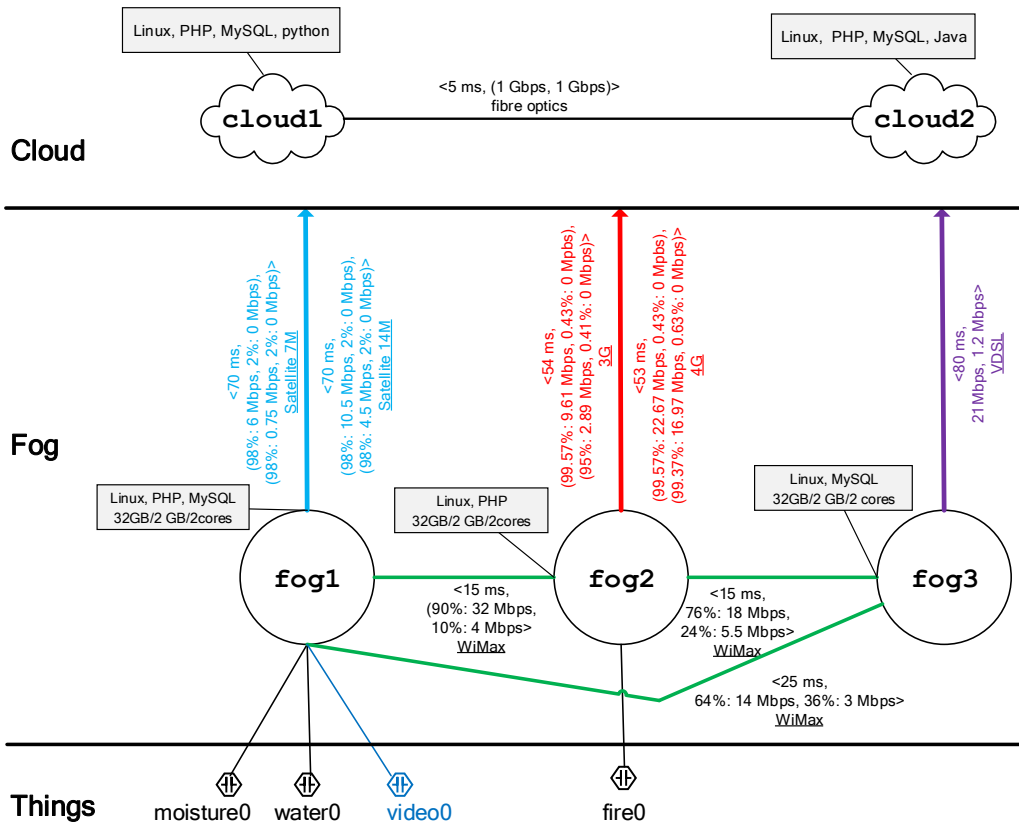 Linux, PHP, MySQL, python
Linux,  PHP, MySQL, Java
<5 ms, (1 Gbps, 1 Gbps)>
fibre optics
cloud1
cloud2
Cloud
<70 ms,
(98%: 6 Mbps, 2%: 0 Mbps),
(98%: 0.75 Mbps, 2%: 0 Mbps)>
Satellite 7M
<70 ms,
(98%: 10.5 Mbps, 2%: 0 Mbps),
(98%: 4.5 Mbps, 2%: 0 Mbps)>
Satellite 14M
<54 ms,
(99.57%: 9.61 Mbps, 0.43%: 0 Mpbs),
(95%: 2.89 Mbps, 0.41%: 0 Mbps)>
3G
<53 ms,
(99.57%: 22.67 Mbps, 0.43%: 0 Mpbs),
(99.37%: 16.97 Mbps, 0.63%: 0 Mbps)>
4G
<80 ms,
21Mbps, 1.2 Mbps>
VDSL
Fog
Linux, PHP, MySQL
32GB/2 GB/2cores
Linux, PHP
32GB/2 GB/2cores
Linux, MySQL
32GB/2 GB/2 cores
fog1
fog2
fog3
<15 ms,
(90%: 32 Mbps,
10%: 4 Mbps>
WiMax
<15 ms,
76%: 18 Mbps,
24%: 5.5 Mbps>
WiMax
<25 ms,
64%: 14 Mbps, 36%: 3 Mbps>
WiMax
Things
moisture0
water0
video0
fire0